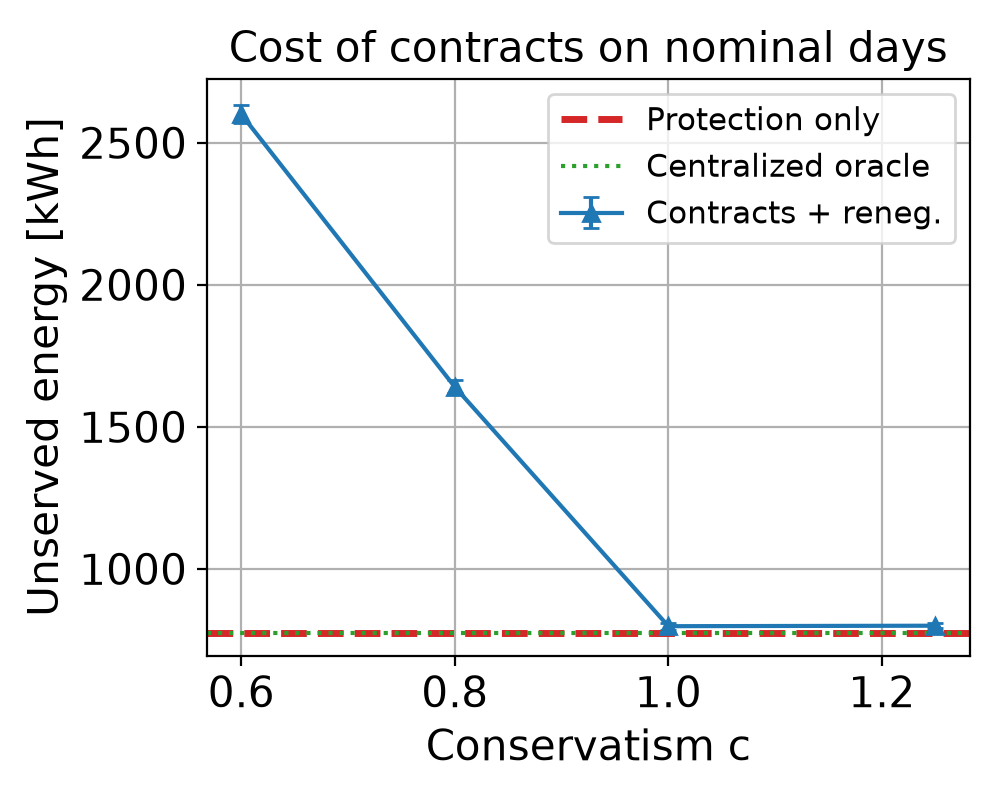 Cost of contracts on nominal days
Protection only
Centralized oracle
Contracts + reneg.
Unserved energy [kWh]
2500
2000
1500
1000
0.6 0.8 1.0 1.2
Conservatism c